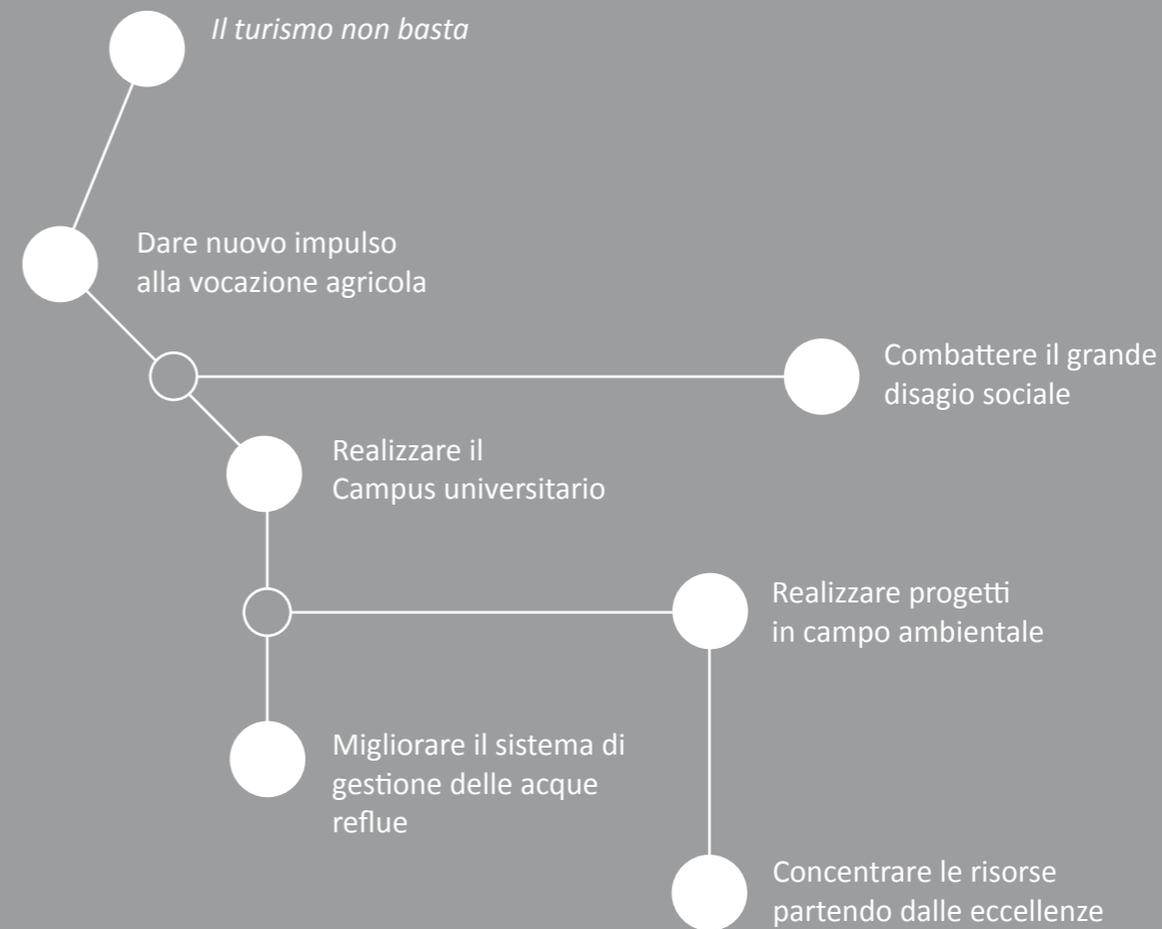 Il turismo non basta
Dare nuovo impulso
alla vocazione agricola
Combattere il grande
disagio sociale
Realizzare il
Campus universitario
Realizzare progetti
in campo ambientale
Migliorare il sistema di
gestione delle acque
reflue
Concentrare le risorse
partendo dalle eccellenze